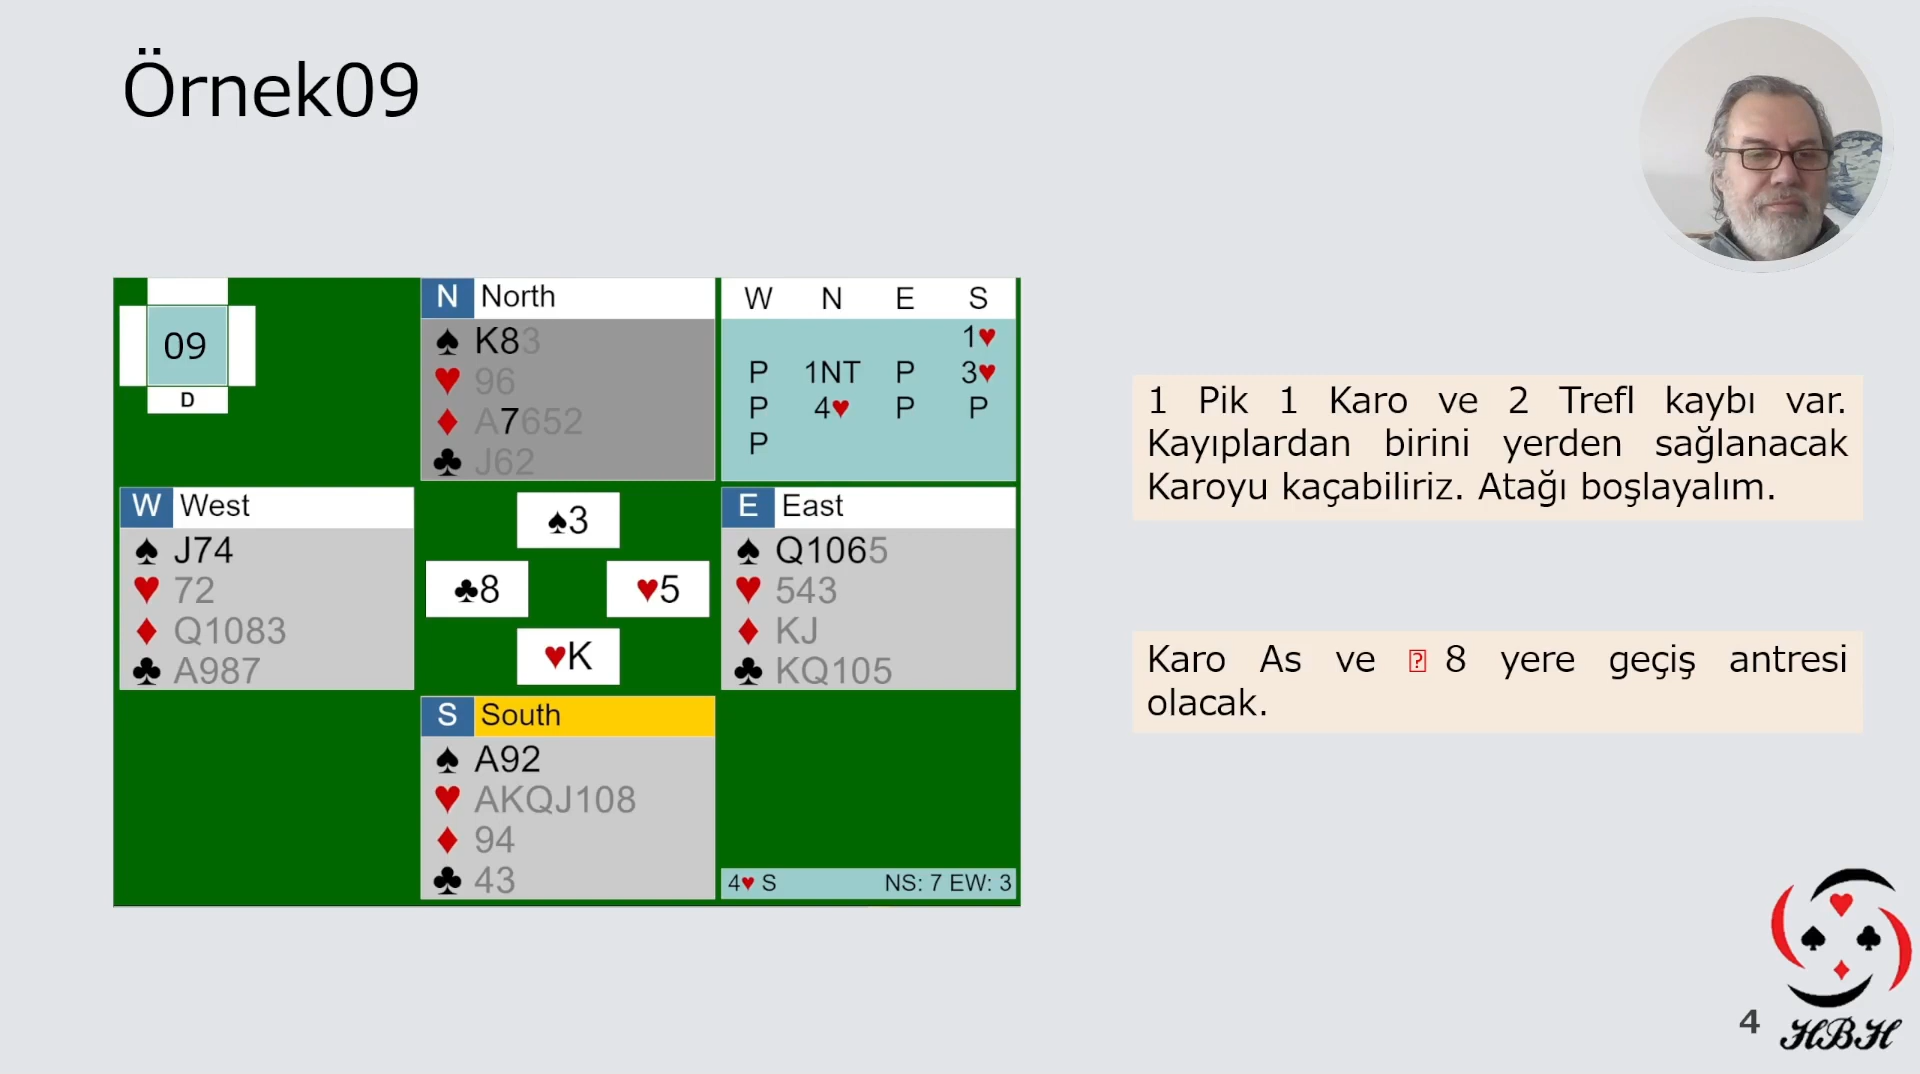 Örnek09
09
D
N North
♠ K83
♥ 96
♦ A7652
♣ J62
W N E S
1♥
P 1NT P 3♥
P 4♥ P P
P
W West
♠ J74
♥ 72
♦ Q1083
♣ A987
♠3
♣8 ♥5
♥K
E East
♠ Q1065
♥ 543
♦ KJ
♣ KQ105
S South
♠ A92
♥ AKQJ108
♦ 94
♣ 43
4♥ S NS: 7 EW: 3
1 Pik 1 Karo ve 2 Trefl kaybı var.
Kayıplardan birini yerden sağlanacak
Karoyu kaçabiliriz. Atağı boşlayalım.
Karo As ve ⍰ 8 yere geçiş antresi
olacak.
4
HBH